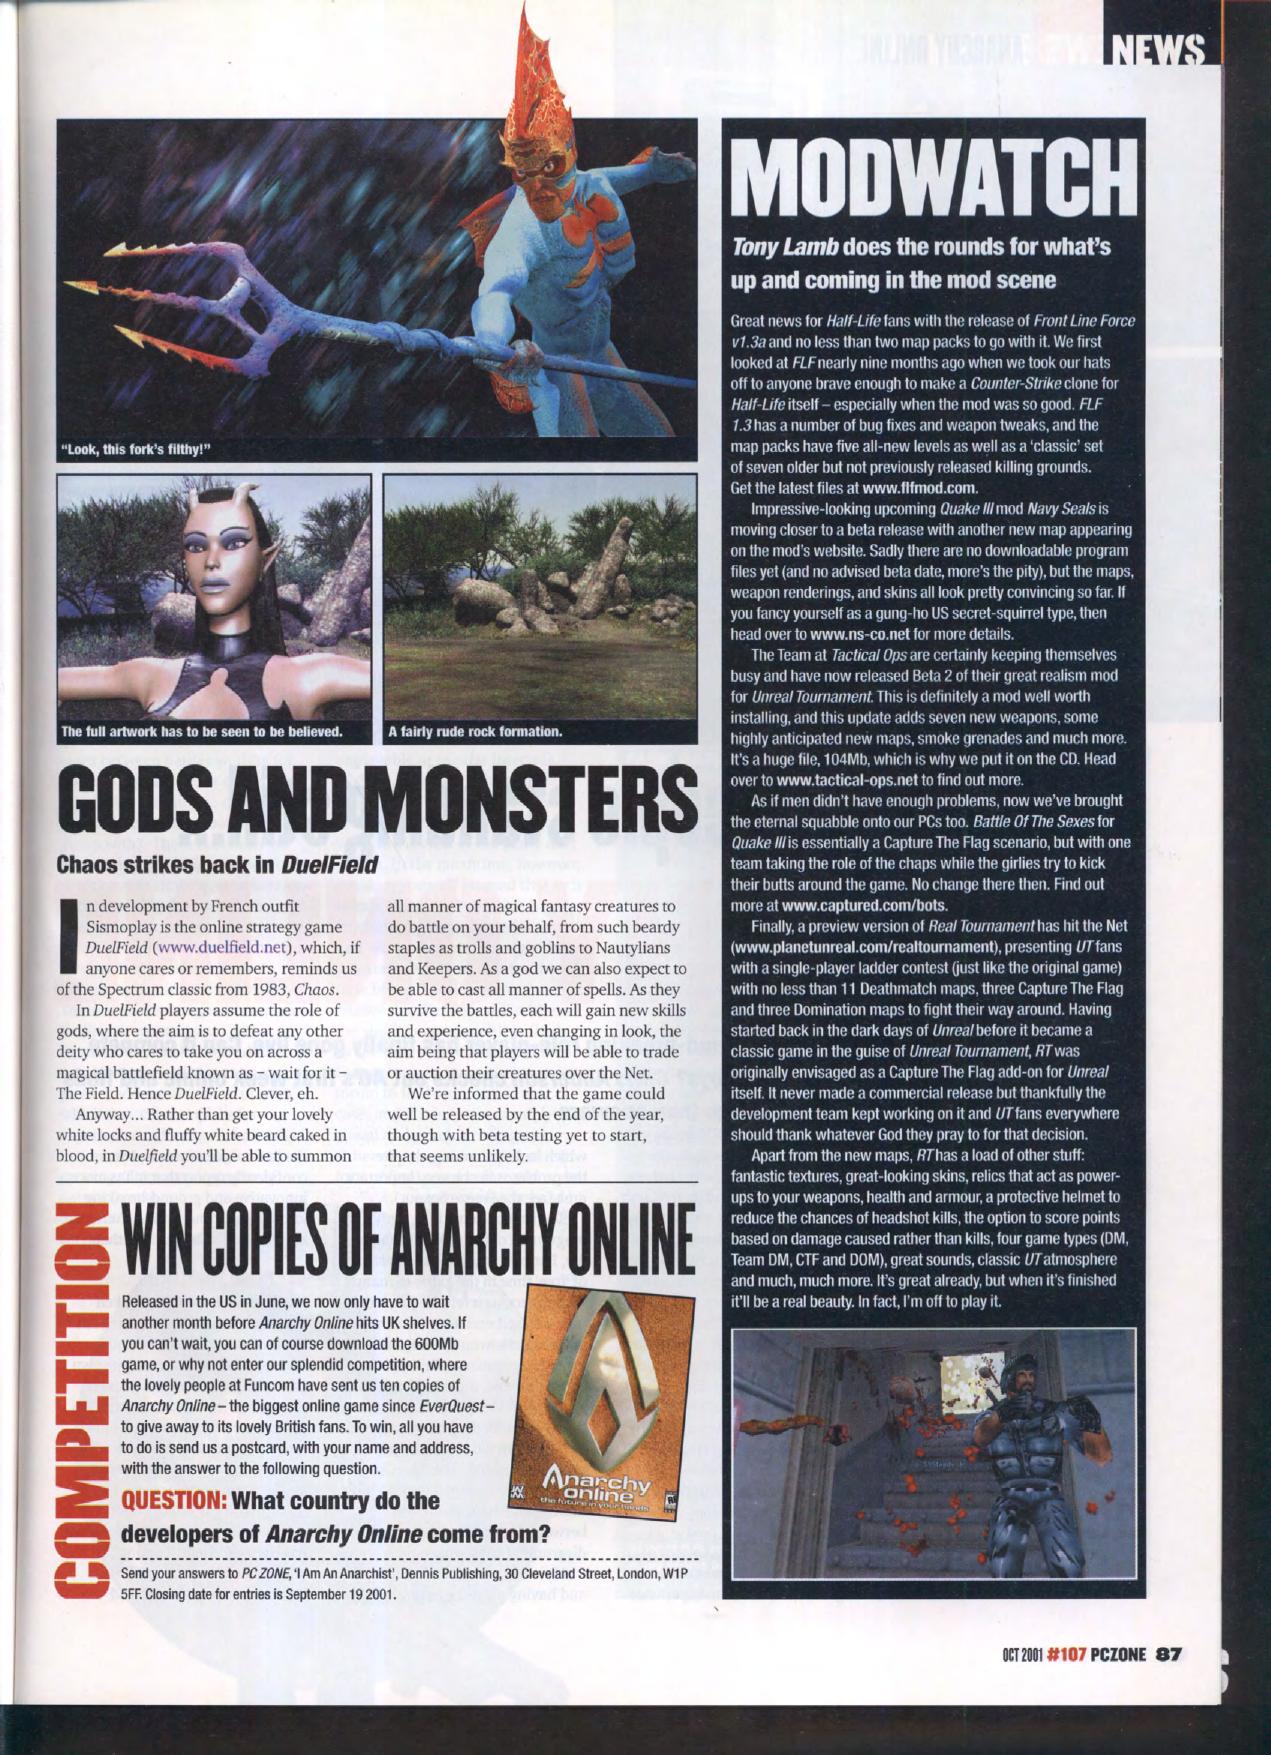 NEWS
"Look, this fork's filthy!"
The full artwork has to be seen to be believed.
A fairly rude rock formation.
GODS AND MONSTERS
Chaos strikes back in DuelField
In development by French outfit
Sismoplay is the online strategy game
DuelField (www.duelfield.net), which, if
anyone cares or remembers, reminds us
of the Spectrum classic from 1983, Chaos.
In DuelField players assume the role of
gods, where the aim is to defeat any other
deity who cares to take you on across a
magical battlefield known as – wait for it –
The Field. Hence DuelField. Clever, eh.
Anyway... Rather than get your lovely
white locks and fluffy white beard caked in
blood, in Duelfield you'll be able to summon
all manner of magical fantasy creatures to
do battle on your behalf, from such beardy
staples as trolls and goblins to Nautylians
and Keepers. As a god we can also expect to
be able to cast all manner of spells. As they
survive the battles, each will gain new skills
and experience, even changing in look, the
aim being that players will be able to trade
or auction their creatures over the Net.
We're informed that the game could
well be released by the end of the year,
though with beta testing yet to start,
that seems unlikely.
COMPETITION
WIN COPIES OF ANARCHY ONLINE
Released in the US in June, we now only have to wait
another month before Anarchy Online hits UK shelves. If
you can't wait, you can of course download the 600Mb
game, or why not enter our splendid competition, where
the lovely people at Funcom have sent us ten copies of
Anarchy Online – the biggest online game since EverQuest –
to give away to its lovely British fans. To win, all you have
to do is send us a postcard, with your name and address,
with the answer to the following question.
QUESTION: What country do the
developers of Anarchy Online come from?
Anarchy
online
the future in your hands
Send your answers to PC ZONE, 'I Am An Anarchist', Dennis Publishing, 30 Cleveland Street, London, W1P
5FF. Closing date for entries is September 19 2001.
MODWATCH
Tony Lamb does the rounds for what's
up and coming in the mod scene
Great news for Half-Life fans with the release of Front Line Force
v1.3a and no less than two map packs to go with it. We first
looked at FLF nearly nine months ago when we took our hats
off to anyone brave enough to make a Counter-Strike clone for
Half-Life itself – especially when the mod was so good. FLF
1.3 has a number of bug fixes and weapon tweaks, and the
map packs have five all-new levels as well as a 'classic' set
of seven older but not previously released killing grounds.
Get the latest files at www.flfmod.com.
Impressive-looking upcoming Quake III mod Navy Seals is
moving closer to a beta release with another new map appearing
on the mod's website. Sadly there are no downloadable program
files yet (and no advised beta date, more's the pity), but the maps,
weapon renderings, and skins all look pretty convincing so far. If
you fancy yourself as a gung-ho US secret-squirrel type, then
head over to www.ns-co.net for more details.
The Team at Tactical Ops are certainly keeping themselves
busy and have now released Beta 2 of their great realism mod
for Unreal Tournament. This is definitely a mod well worth
installing, and this update adds seven new weapons, some
highly anticipated new maps, smoke grenades and much more.
It's a huge file, 104Mb, which is why we put it on the CD. Head
over to www.tactical-ops.net to find out more.
As if men didn't have enough problems, now we've brought
the eternal squabble onto our PCs too. Battle Of The Sexes for
Quake III is essentially a Capture The Flag scenario, but with one
team taking the role of the chaps while the girlies try to kick
their butts around the game. No change there then. Find out
more at www.captured.com/bots.
Finally, a preview version of Real Tournament has hit the Net
(www.planetunreal.com/realtournament), presenting UT fans
with a single-player ladder contest (just like the original game)
with no less than 11 Deathmatch maps, three Capture The Flag
and three Domination maps to fight their way around. Having
started back in the dark days of Unreal before it became a
classic game in the guise of Unreal Tournament, RT was
originally envisaged as a Capture The Flag add-on for Unreal
itself. It never made a commercial release but thankfully the
development team kept working on it and UT fans everywhere
should thank whatever God they pray to for that decision.
Apart from the new maps, RT has a load of other stuff:
fantastic textures, great-looking skins, relics that act as power-
ups to your weapons, health and armour, a protective helmet to
reduce the chances of headshot kills, the option to score points
based on damage caused rather than kills, four game types (DM,
Team DM, CTF and DOM), great sounds, classic UT atmosphere
and much, much more. It's great already, but when it's finished
it'll be a real beauty. In fact, I'm off to play it.
OCT 2001 #107 PCZONE 87